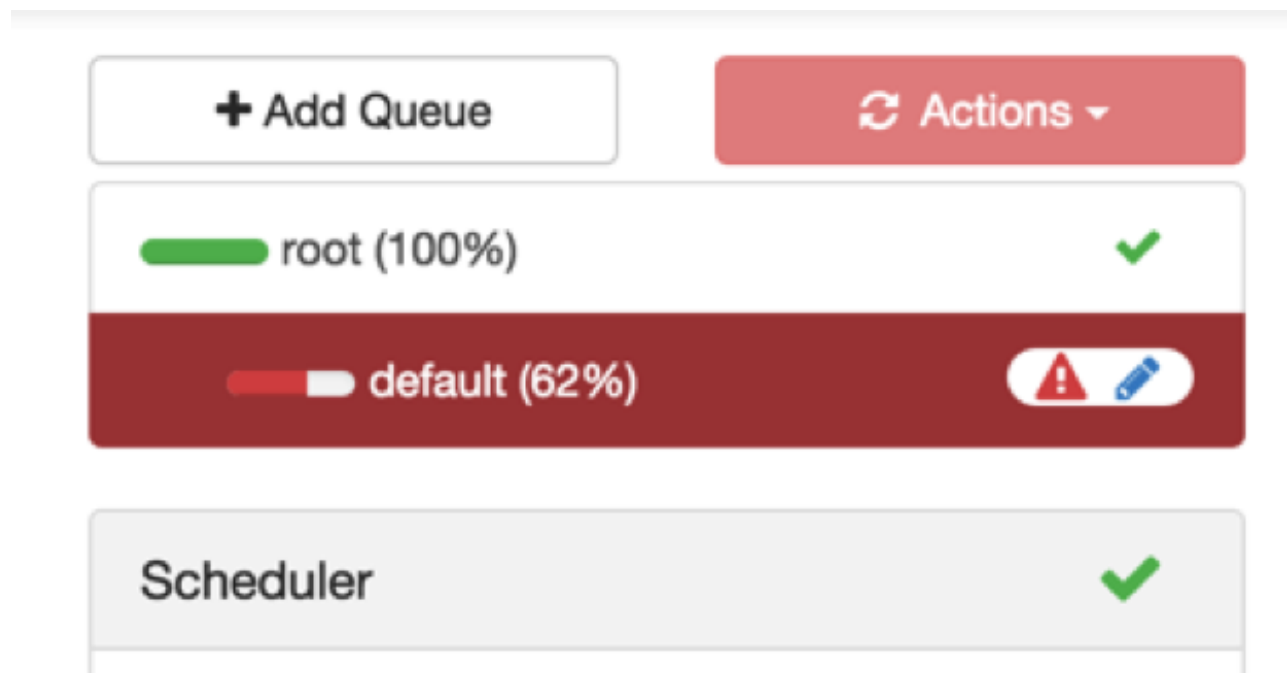 Add Queue
Actions
root (100%)
default (62%)
Scheduler